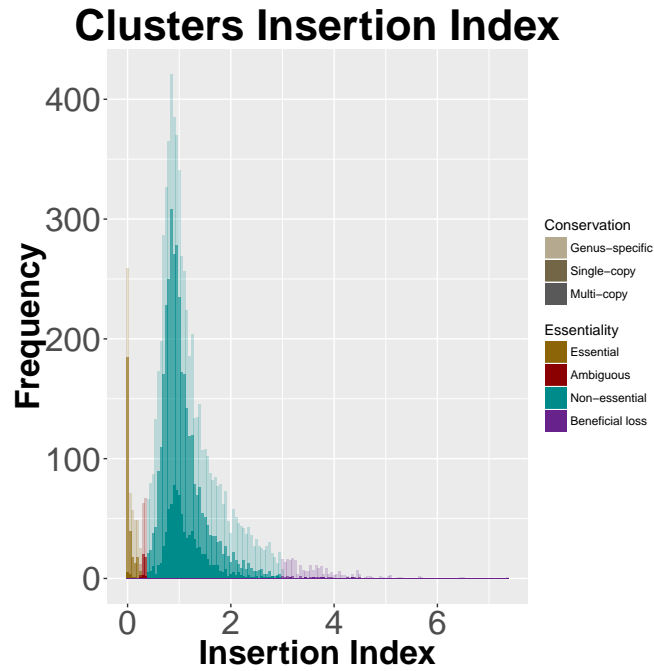 Clusters Insertion Index
Frequency
400
300
200
100
0
0 2 4 6
Insertion Index
Conservation
Genus−specific
Single−copy
Multi−copy
Essentiality
Essential
Ambiguous
Non−essential
Beneficial loss